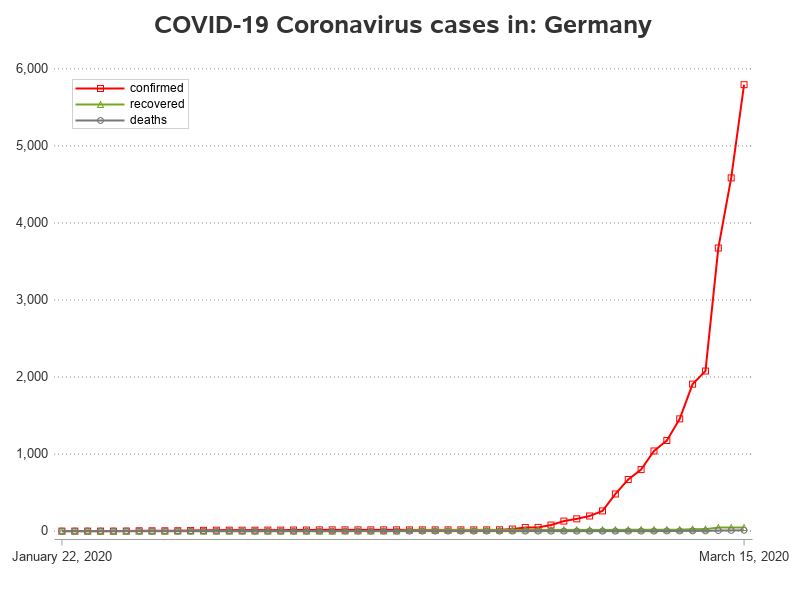 COVID-19 Coronavirus cases in: Germany
6,000
confirmed
recovered
deaths
5,000
4,000
3,000
2,000
1,000
0
January 22, 2020
March 15, 2020